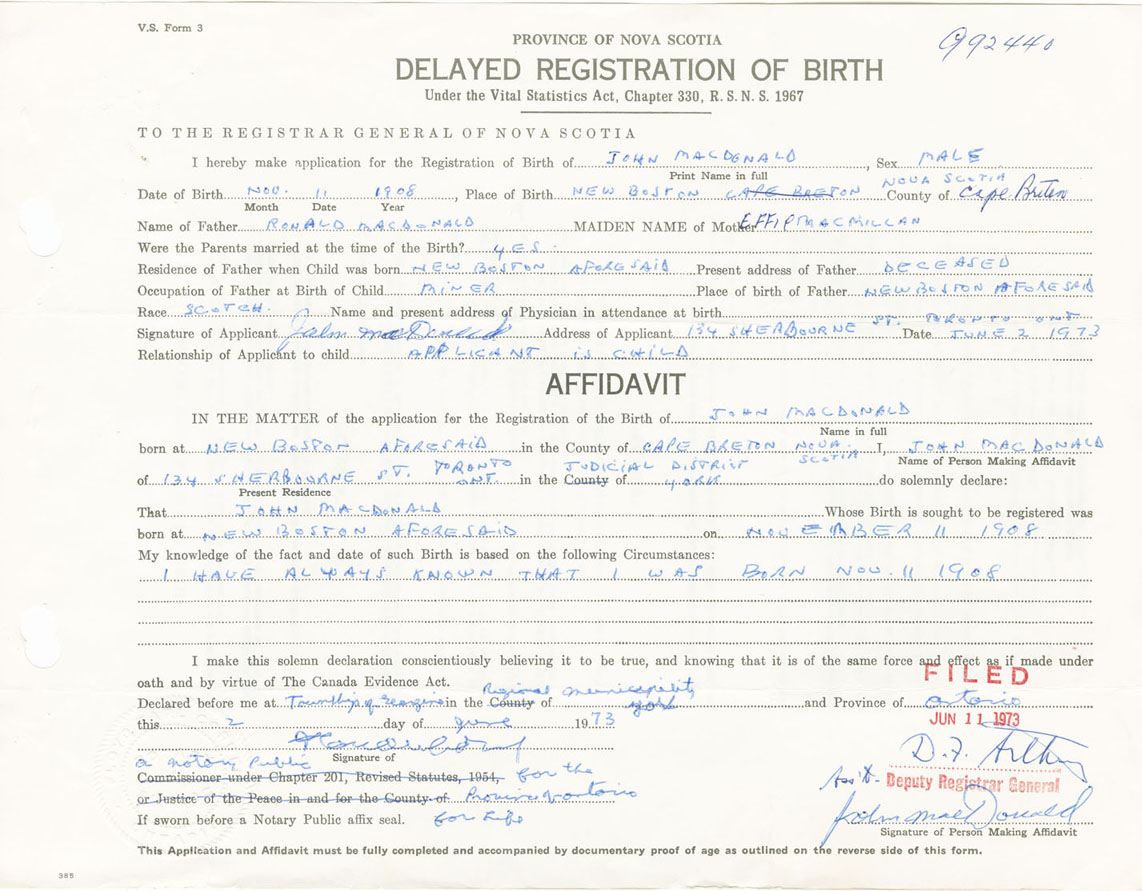 V.S. Form 3
PROVINCE OF NOVA SCOTIA
992440
DELAYED REGISTRATION OF BIRTH
Under the Vital Statistics Act, Chapter 330, R. S. N. S. 1967
TO THE REGISTRAR GENERAL OF NOVA SCOTIA
I hereby make application for the Registration of Birth of JOHN MACDONALD, Sex MALE
Print Name in full
NOVA SCOTIA
Date of Birth NOV. 11 1908, Place of Birth NEW BOSTON CAPE BRETON County of Cape Breton
Month Date Year
Name of Father RONALD MACDONALD MAIDEN NAME of Mother EFFIE MACMILLAN
Were the Parents married at the time of the Birth? YES
Residence of Father when Child was born NEW BOSTON AFORESAID Present address of Father DECEASED
Occupation of Father at Birth of Child MINER Place of birth of Father NEW BOSTON AFORESAID
Race SCOTCH. Name and present address of Physician in attendance at birth
Signature of Applicant John MacDonald Address of Applicant 134 SHERBOURNE ST. TORONTO ONT Date JUNE 2 1973
Relationship of Applicant to child APPLICANT IS CHILD
AFFIDAVIT
IN THE MATTER of the application for the Registration of the Birth of JOHN MACDONALD
Name in full
born at NEW BOSTON AFORESAID in the County of CAPE BRETON NOVA SCOTIA I, JOHN MACDONALD
Name of Person Making Affidavit
of 134 SHERBOURNE ST. TORONTO ONT. in the County of JUDICIAL DISTRICT YORK do solemnly declare:
Present Residence
That JOHN MACDONALD Whose Birth is sought to be registered was
born at NEW BOSTON AFORESAID on NOVEMBER 11 1908
My knowledge of the fact and date of such Birth is based on the following Circumstances:
I HAVE ALWAYS KNOWN THAT I WAS BORN NOV. 11 1908
I make this solemn declaration conscientiously believing it to be true, and knowing that it is of the same force and effect as if made under
oath and by virtue of The Canada Evidence Act.
FILED
Regional Municipality
Declared before me at Township of Georgina in the County of York and Province of Ontario
this 2 day of June 1973
JUN 11 1973
Signature of
D.F.
a Notary Public
Commissioner under Chapter 201, Revised Statutes, 1954, for the
Ass't- Deputy Registrar General
or Justice of the Peace in and for the County of Province of Ontario
If sworn before a Notary Public affix seal. for Life
John MacDonald
Signature of Person Making Affidavit
This Application and Affidavit must be fully completed and accompanied by documentary proof of age as outlined on the reverse side of this form.
385